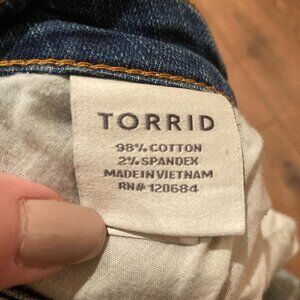 TORRID
98% COTTON
2% SPANDEX
MADE IN VIETNAM
RN# 120684